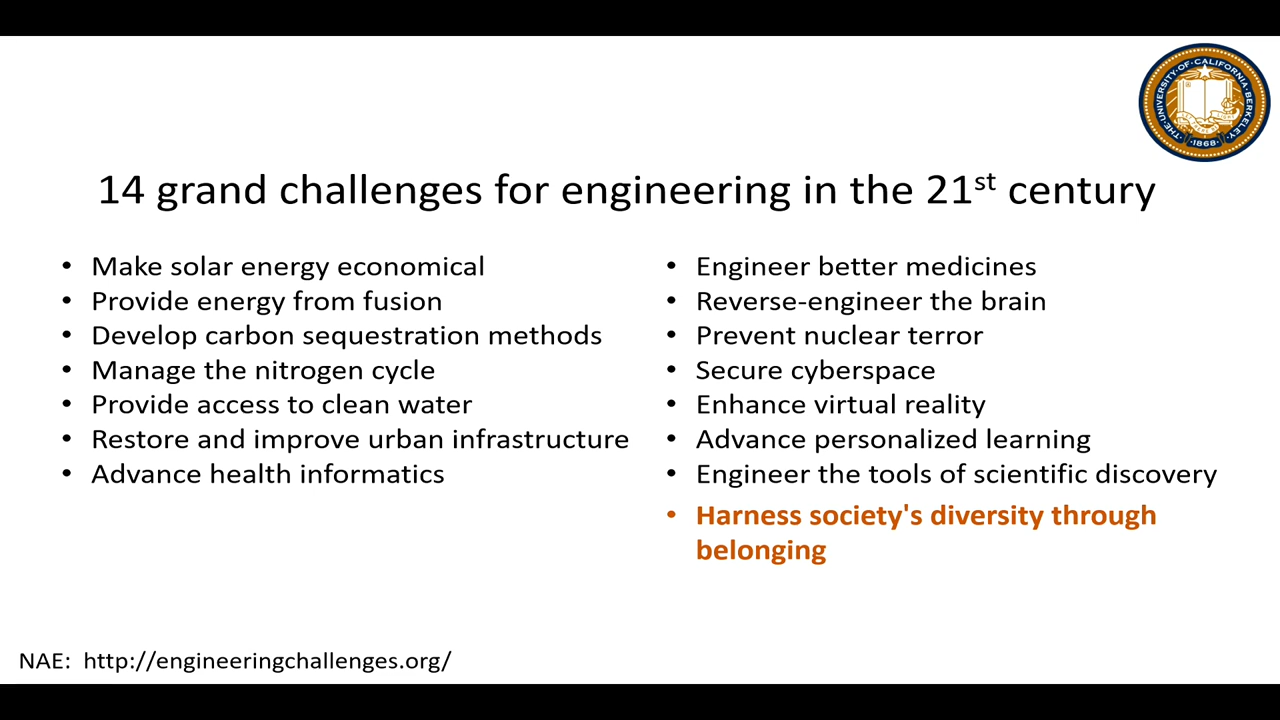 THE·UNIVERSITY·OF·CALIFORNIA·BERKELEY
·1868·
14 grand challenges for engineering in the 21st century
• Make solar energy economical
• Provide energy from fusion
• Develop carbon sequestration methods
• Manage the nitrogen cycle
• Provide access to clean water
• Restore and improve urban infrastructure
• Advance health informatics
• Engineer better medicines
• Reverse-engineer the brain
• Prevent nuclear terror
• Secure cyberspace
• Enhance virtual reality
• Advance personalized learning
• Engineer the tools of scientific discovery
• Harness society's diversity through
belonging
NAE: http://engineeringchallenges.org/